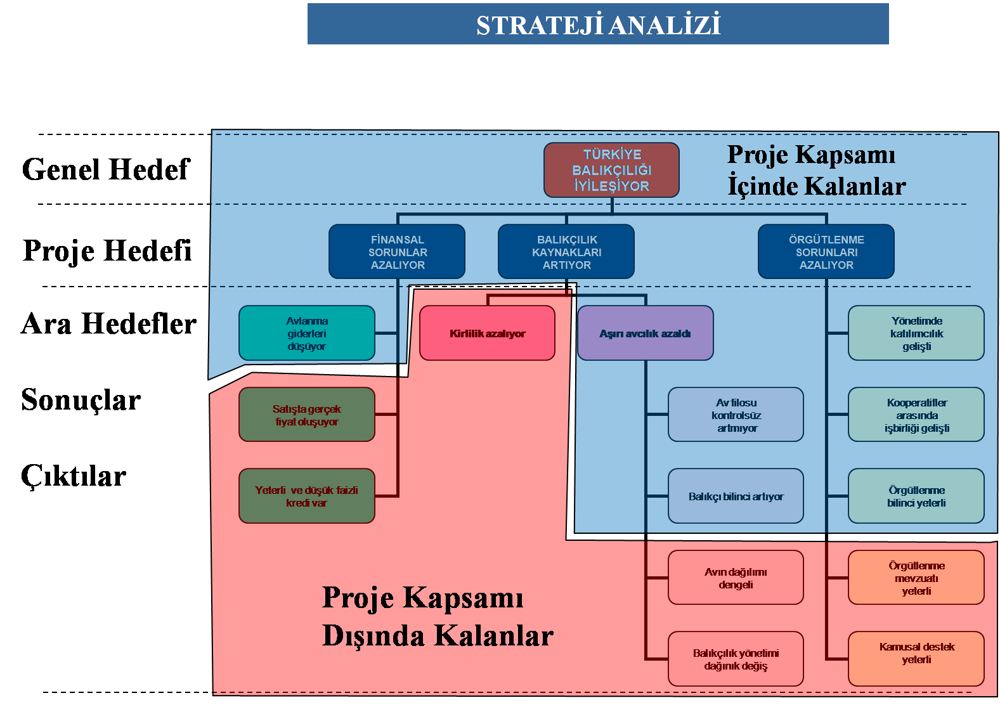 STRATEJİ ANALİZİ
Genel Hedef
TÜRKİYE
BALIKÇILIĞI
İYİLEŞİYOR
Proje Kapsamı
İçinde Kalanlar
Proje Hedefi
FİNANSAL
SORUNLAR
AZALIYOR
BALIKÇILIK
KAYNAKLARI
ARTIYOR
ÖRGÜTLENME
SORUNLARI
AZALIYOR
Ara Hedefler
Avlanma
giderleri
düşüyor
Kirlilik azalıyor
Aşırı avcılık azaldı
Yönetimde
katılımcılık
gelişti
Sonuçlar
Satışta gerçek
fiyat oluşuyor
Av filosu
kontrolsüz
artmıyor
Kooperatifler
arasında
işbirliği gelişti
Çıktılar
Yeterli ve düşük faizli
kredi var
Balıkçı bilinci artıyor
Örgütlenme
bilinci yeterli
Proje Kapsamı
Dışında Kalanlar
Avın dağılımı
dengeli
Örgütlenme
mevzuatı
yeterli
Balıkçılık yönetimi
dağınık değiş
Kamusal destek
yeterli